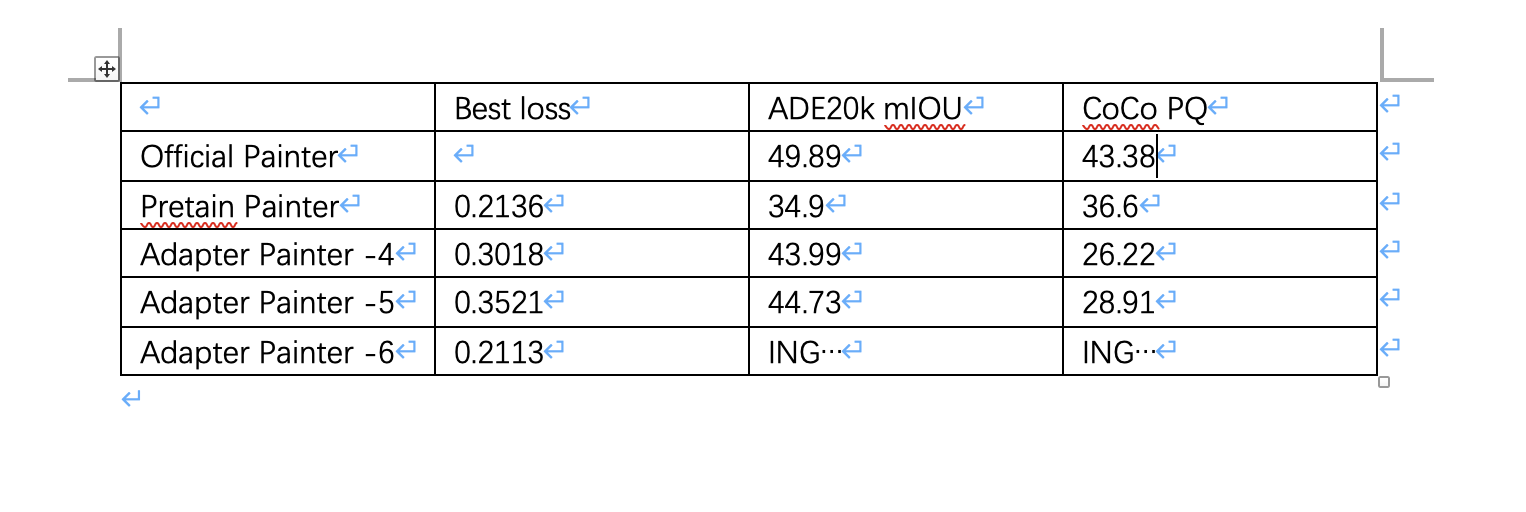 Best loss ADE20k mIOU CoCo PQ
Official Painter 49.89 43.38
Pretain Painter 0.2136 34.9 36.6
Adapter Painter -4 0.3018 43.99 26.22
Adapter Painter -5 0.3521 44.73 28.91
Adapter Painter -6 0.2113 ING… ING…